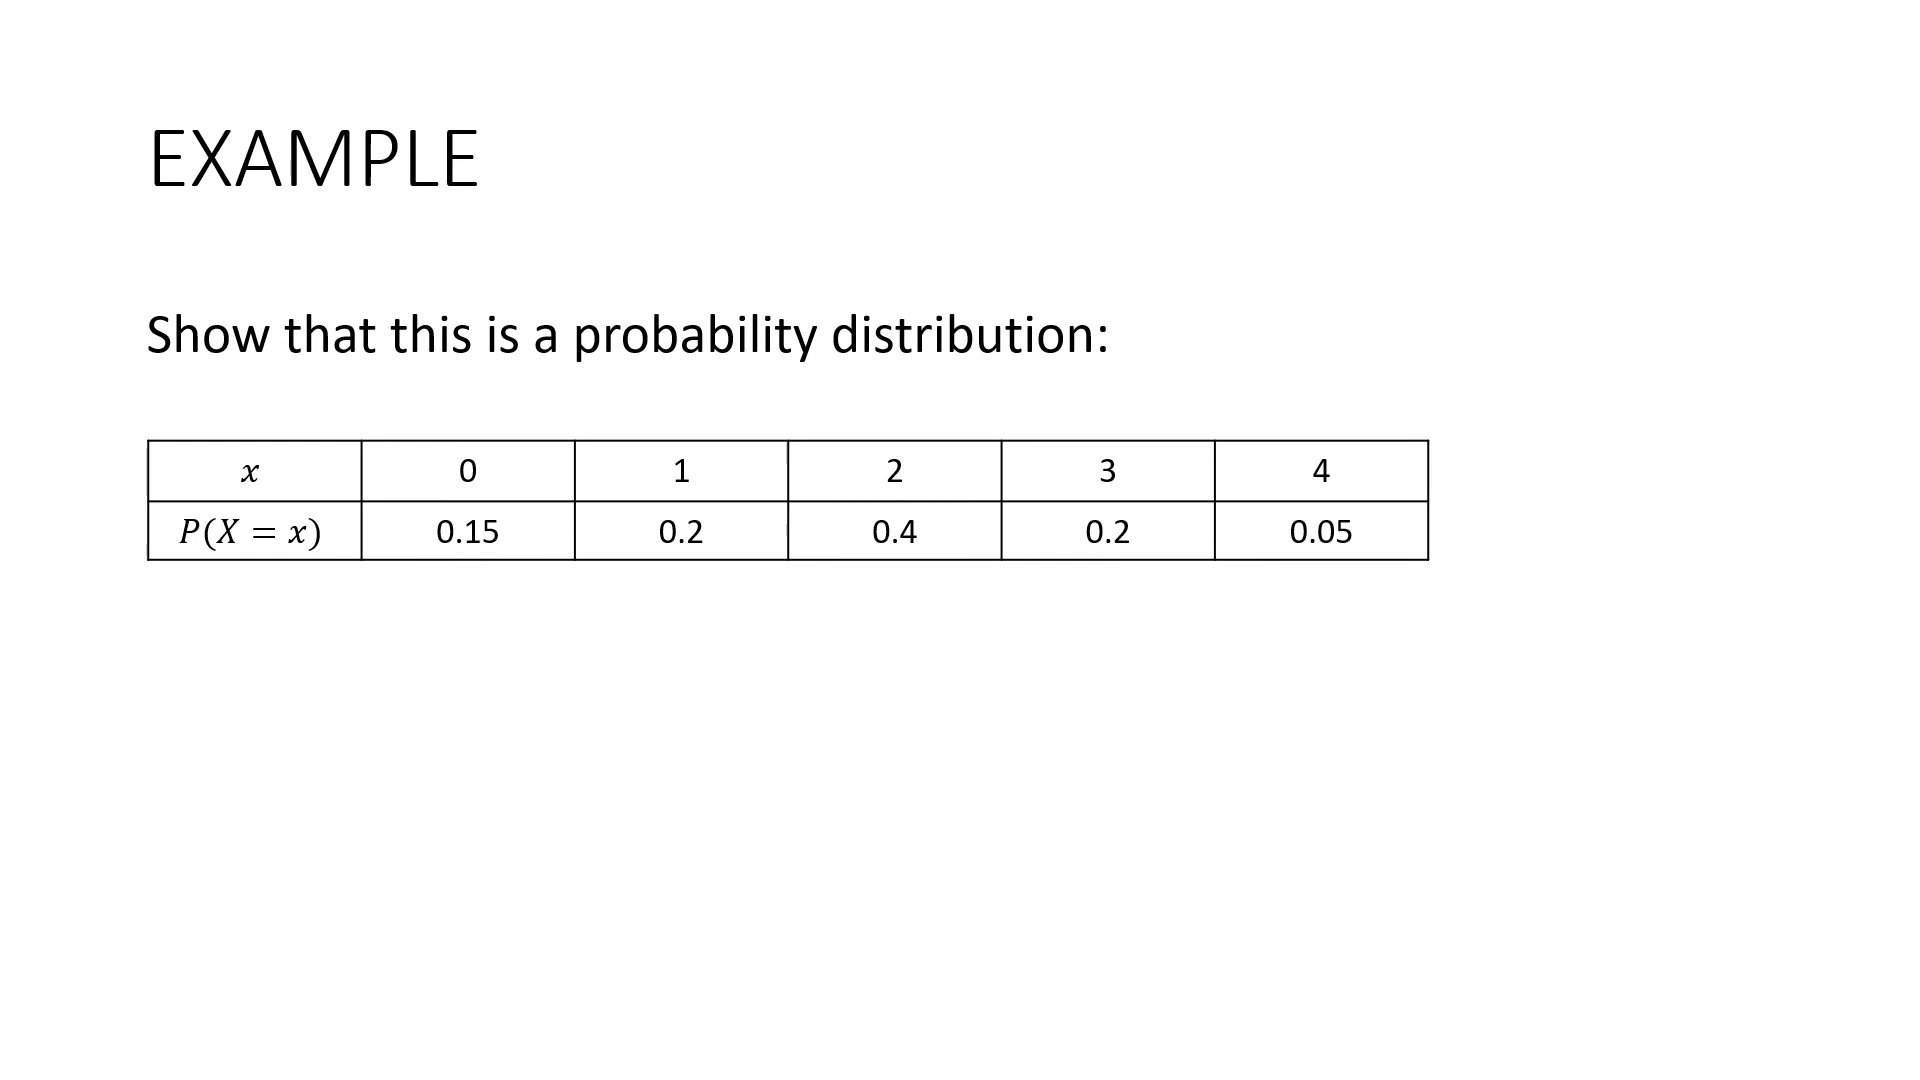 EXAMPLE
Show that this is a probability distribution:
x 0 1 2 3 4
P(X = x) 0.15 0.2 0.4 0.2 0.05